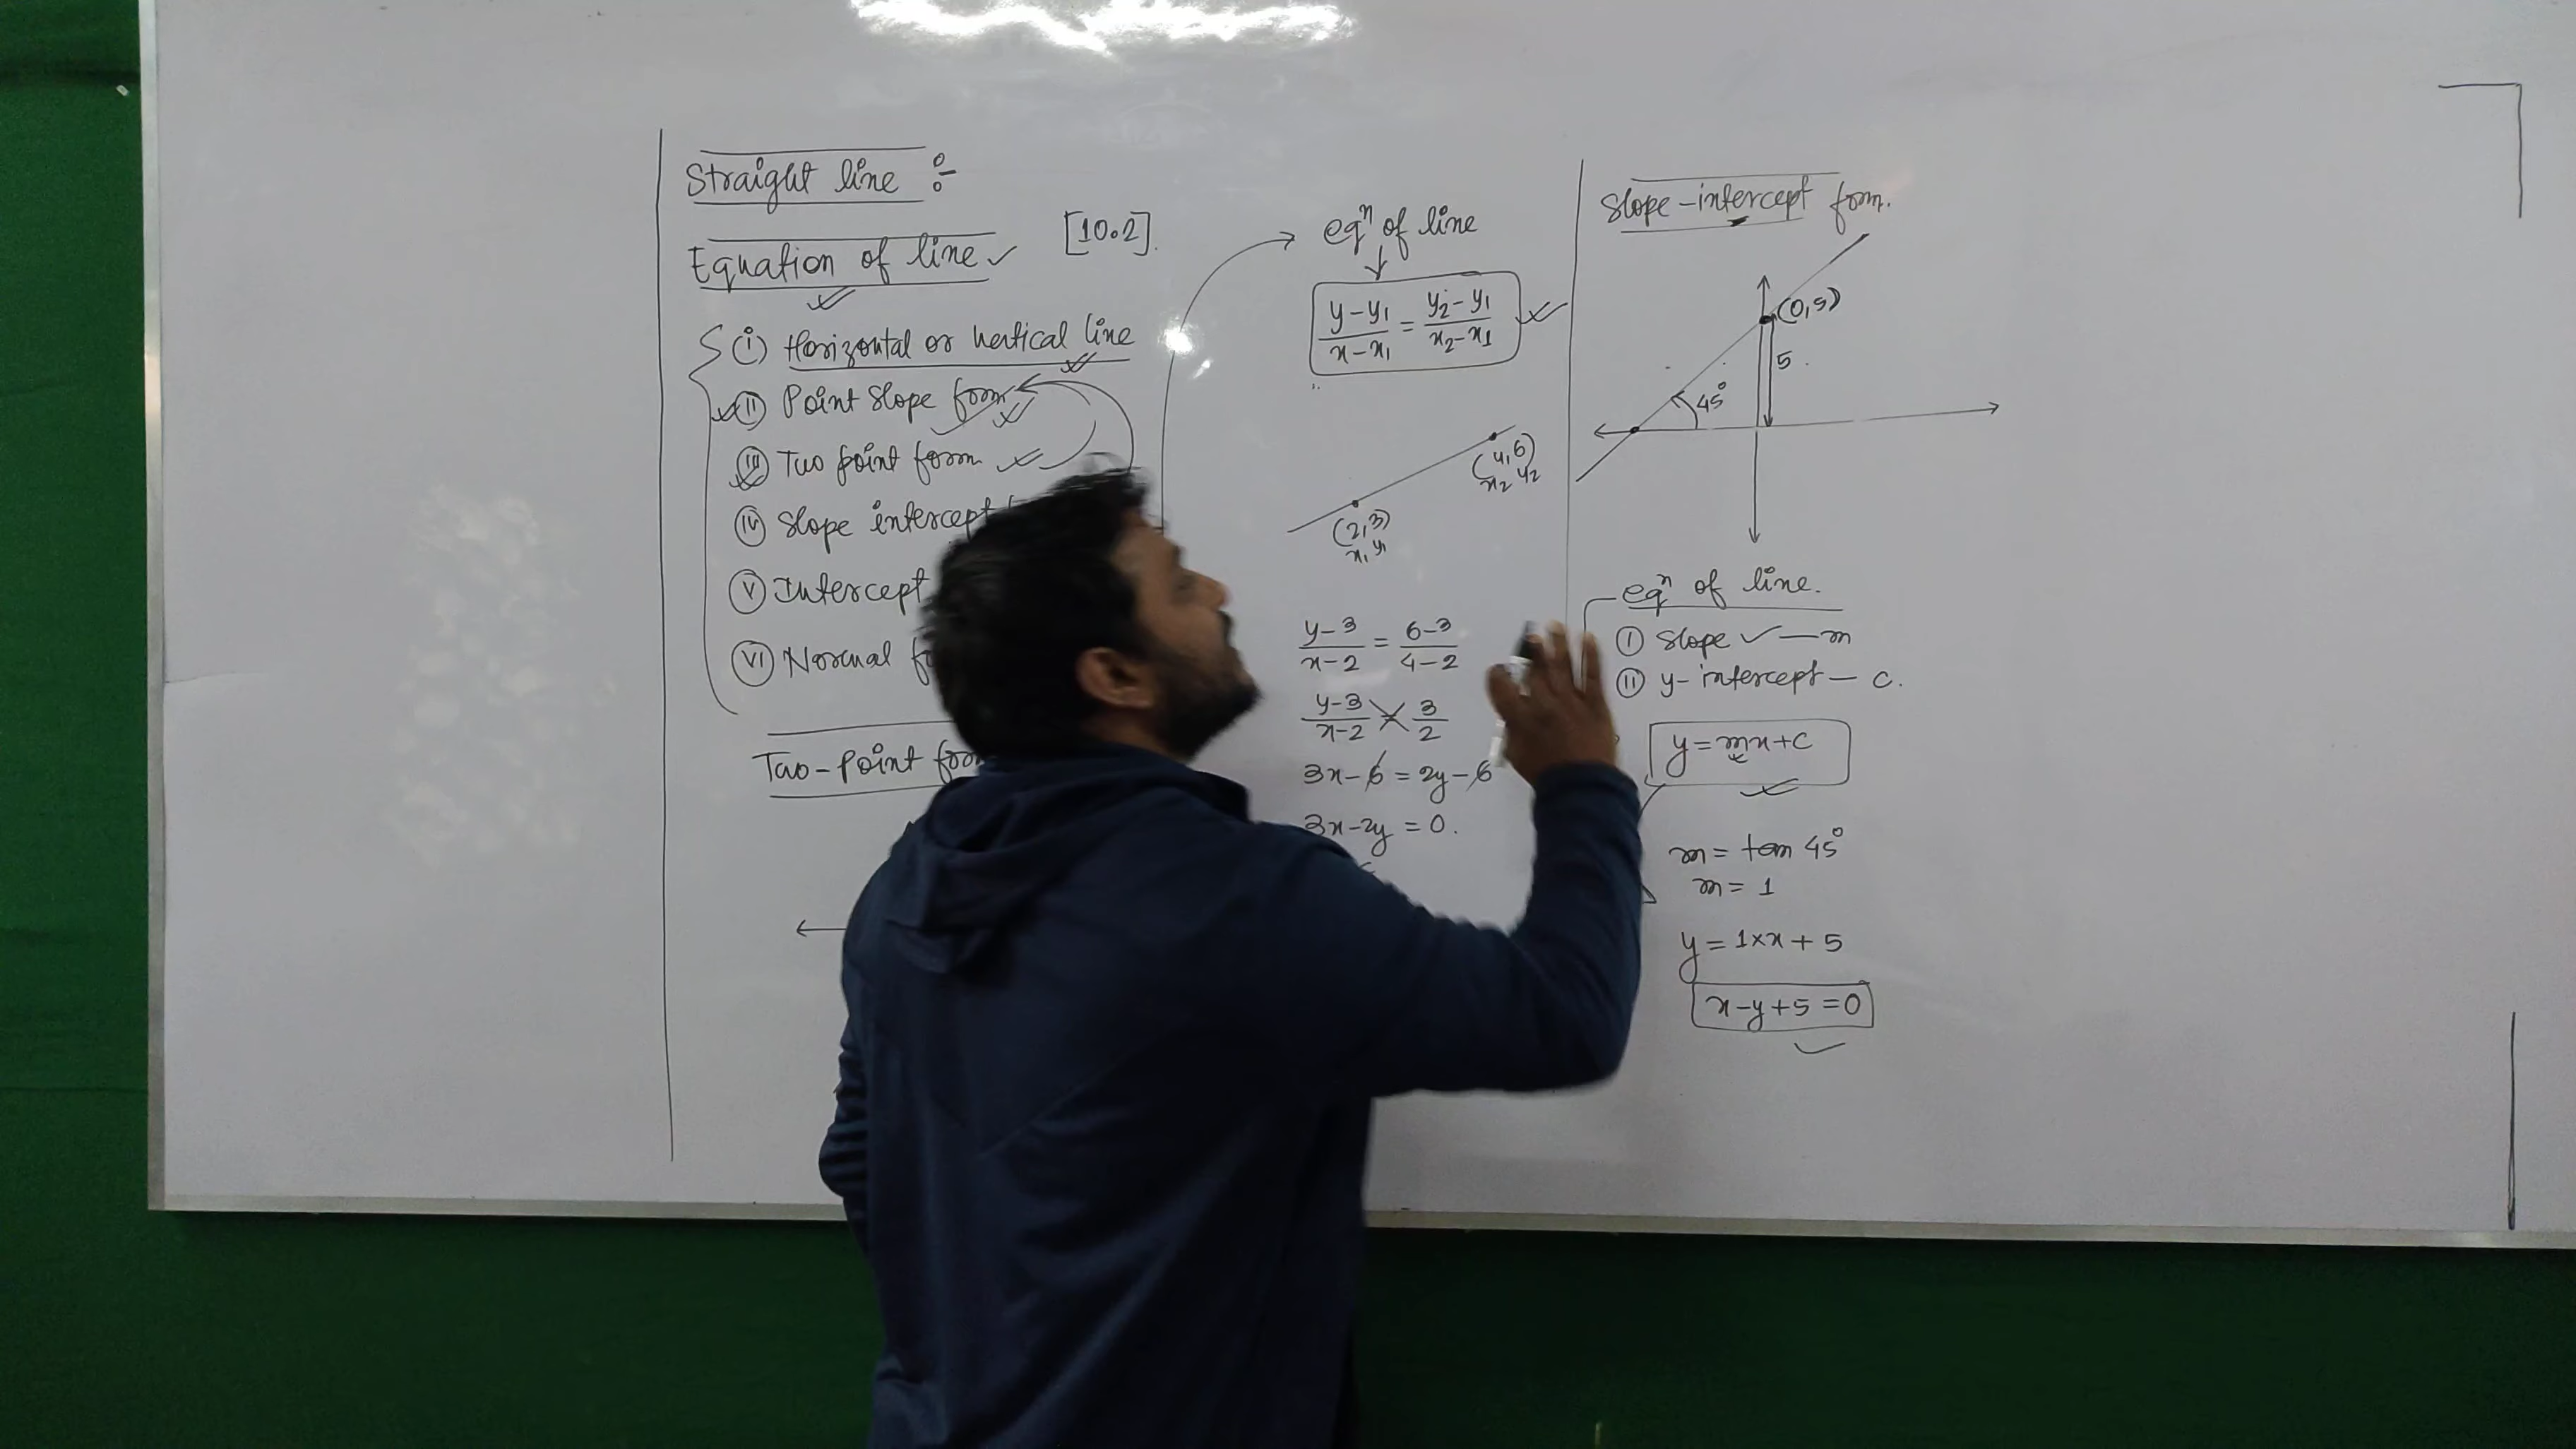 Straight line :-
Equation of line [10.2].
(i) Horizontal or vertical line
(ii) Point slope form
(iii) Two point form
(iv) Slope intercept
(v) Intercept
(vi) Normal
Two-point
eqⁿ of line
(y-y₁)/(x-x₁) = (y₂-y₁)/(x₂-x₁)
(4,6)
x₂ y₂
(2,3)
x₁ y₁
(y-3)/(x-2) = (6-3)/(4-2)
(y-3)/(x-2) = 3/2
3x-6 = 2y-6
3x-2y = 0.
Slope-intercept form.
(0,5)
5
45°
eqⁿ of line.
(i) Slope — m
(ii) y-intercept — c.
y = mx+c
m = tan 45°
m = 1
y = 1×x + 5
x-y+5 = 0